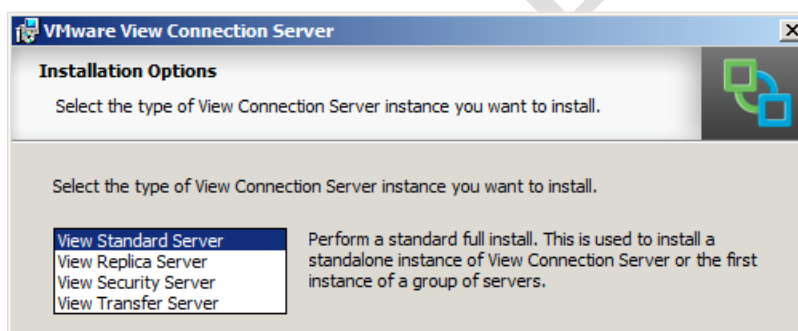 VMware View Connection Server
Installation Options
Select the type of View Connection Server instance you want to install.
Select the type of View Connection Server instance you want to install.
View Standard Server
View Replica Server
View Security Server
View Transfer Server
Perform a standard full install. This is used to install a
standalone instance of View Connection Server or the first
instance of a group of servers.